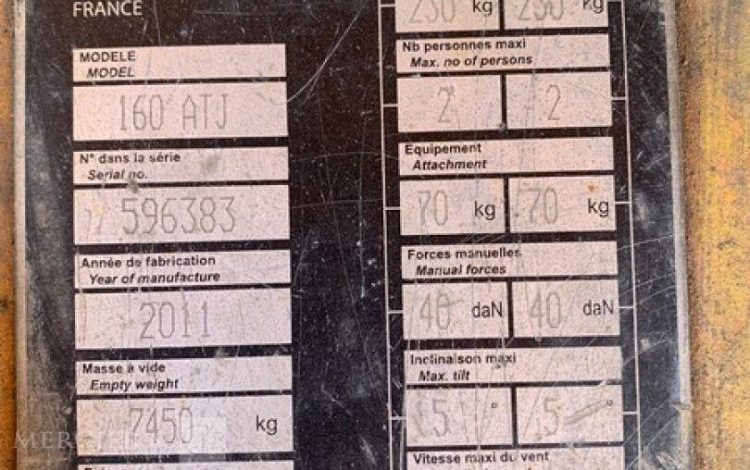 FRANCE
MODELE
MODEL
160 ATJ
N° dans la série
Serial no.
596383
Année de fabrication
Year of manufacture
2011
Masse à vide
Empty weight
7450 kg
230 kg 230 kg
Nb personnes maxi
Max. no of persons
2 2
Equipement
Attachment
70 kg 70 kg
Forces manuelles
Manual forces
40 daN 40 daN
Inclinaison maxi
Max. tilt
5 ° 5 °
Vitesse maxi du vent